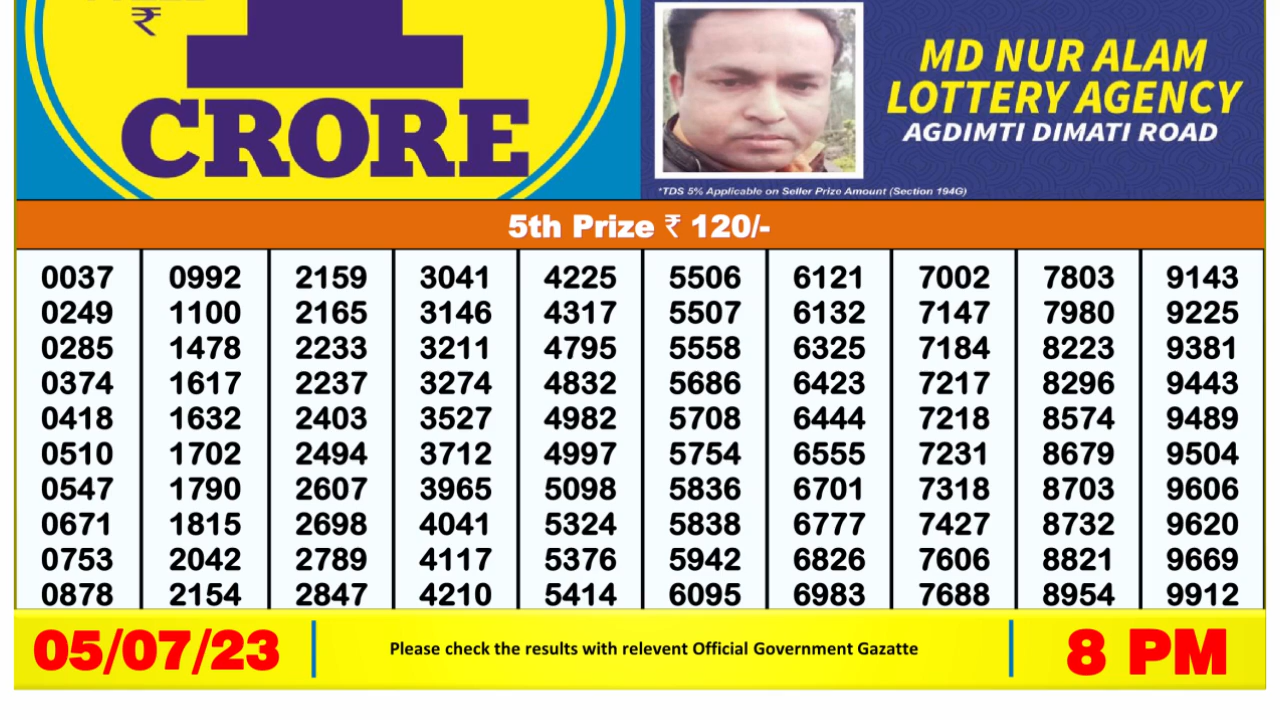 ₹
1
CRORE
MD NUR ALAM
LOTTERY AGENCY
AGDIMTI DIMATI ROAD
*TDS 5% Applicable on Seller Prize Amount (Section 194G)
5th Prize ₹ 120/-
0037 0992 2159 3041 4225 5506 6121 7002 7803 9143
0249 1100 2165 3146 4317 5507 6132 7147 7980 9225
0285 1478 2233 3211 4795 5558 6325 7184 8223 9381
0374 1617 2237 3274 4832 5686 6423 7217 8296 9443
0418 1632 2403 3527 4982 5708 6444 7218 8574 9489
0510 1702 2494 3712 4997 5754 6555 7231 8679 9504
0547 1790 2607 3965 5098 5836 6701 7318 8703 9606
0671 1815 2698 4041 5324 5838 6777 7427 8732 9620
0753 2042 2789 4117 5376 5942 6826 7606 8821 9669
0878 2154 2847 4210 5414 6095 6983 7688 8954 9912
05/07/23
Please check the results with relevent Official Government Gazatte
8 PM